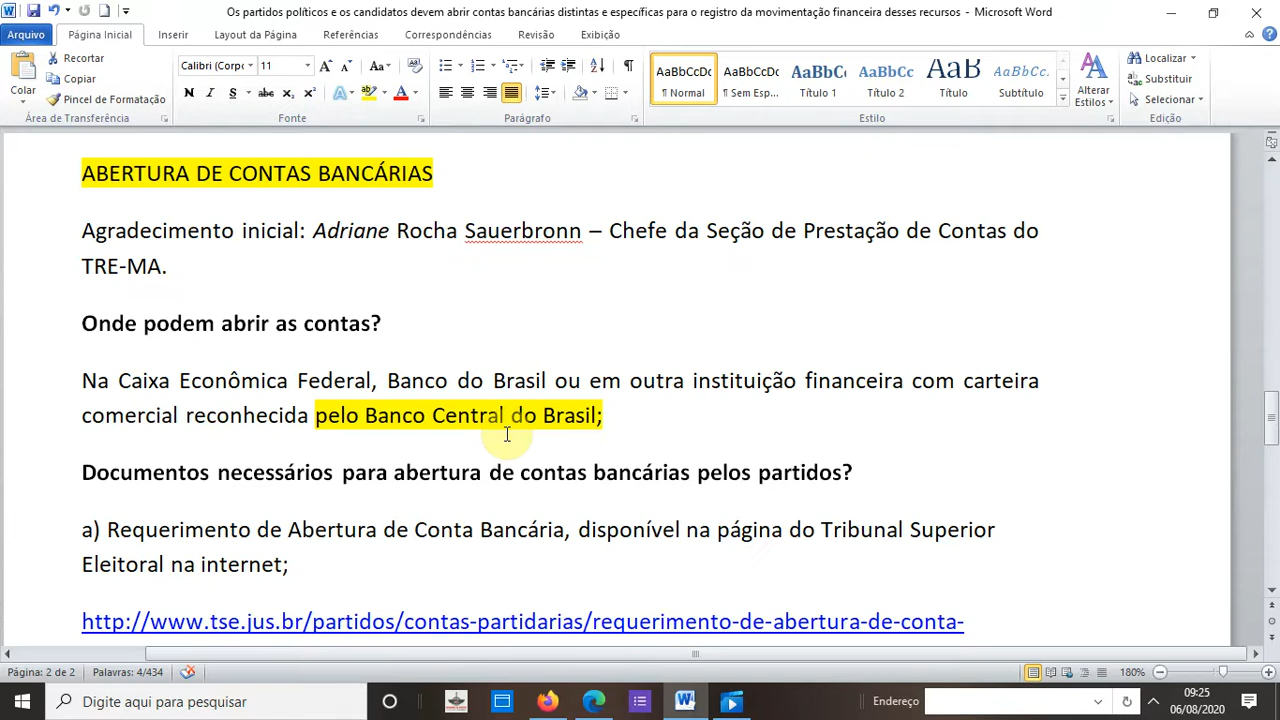 Os partidos políticos e os candidatos devem abrir contas bancárias distintas e específicas para o registro da movimentação financeira desses recursos - Microsoft Word
Arquivo Página Inicial Inserir Layout da Página Referências Correspondências Revisão Exibição
Colar
Recortar
Copiar
Pincel de Formatação
Área de Transferência
Calibri (Corpo 11
Fonte
Parágrafo
AaBbCcDc AaBbCcDc AaBbC( AaBbCc AaB AaBbCc.
¶ Normal ¶ Sem Esp... Título 1 Título 2 Título Subtítulo
Alterar
Estilos
Estilo
Localizar
Substituir
Selecionar
Edição
ABERTURA DE CONTAS BANCÁRIAS
Agradecimento inicial: Adriane Rocha Sauerbronn – Chefe da Seção de Prestação de Contas do
TRE-MA.
Onde podem abrir as contas?
Na Caixa Econômica Federal, Banco do Brasil ou em outra instituição financeira com carteira
comercial reconhecida pelo Banco Central do Brasil;
Documentos necessários para abertura de contas bancárias pelos partidos?
a) Requerimento de Abertura de Conta Bancária, disponível na página do Tribunal Superior
Eleitoral na internet;
http://www.tse.jus.br/partidos/contas-partidarias/requerimento-de-abertura-de-conta-
Página: 2 de 2 Palavras: 4/434 180%
Digite aqui para pesquisar
Endereço
09:25
06/08/2020